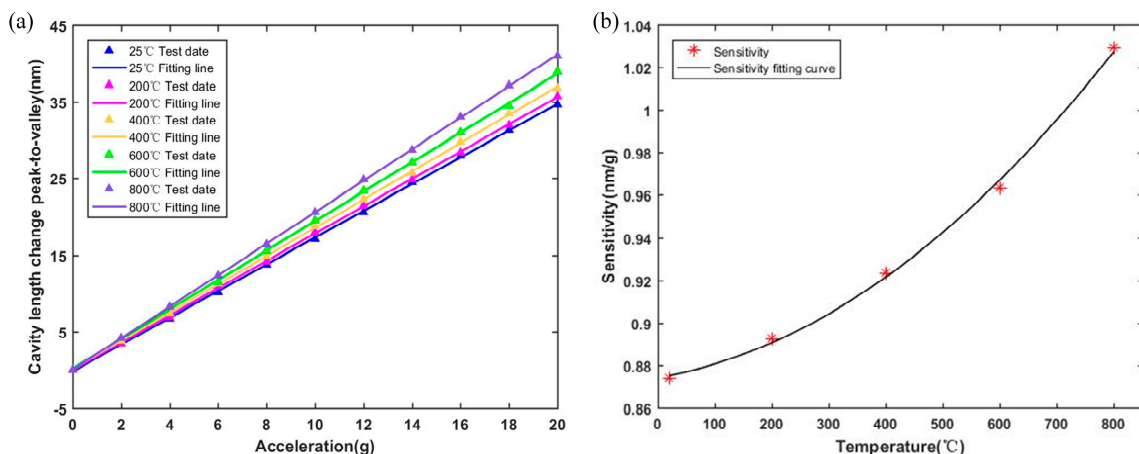 (a)
45
35
25
15
5
-5
Cavity length change peak-to-valley(nm)
25℃ Test date
25℃ Fitting line
200℃ Test date
200℃ Fitting line
400℃ Test date
400℃ Fitting line
600℃ Test date
600℃ Fitting line
800℃ Test date
800℃ Fitting line
0 2 4 6 8 10 12 14 16 18 20
Acceleration(g)
(b)
1.04
1.02
1
0.98
0.96
0.94
0.92
0.9
0.88
0.86
Sensitivity(nm/g)
Sensitivity
Sensitivity fitting curve
0 100 200 300 400 500 600 700 800
Temperature(℃)